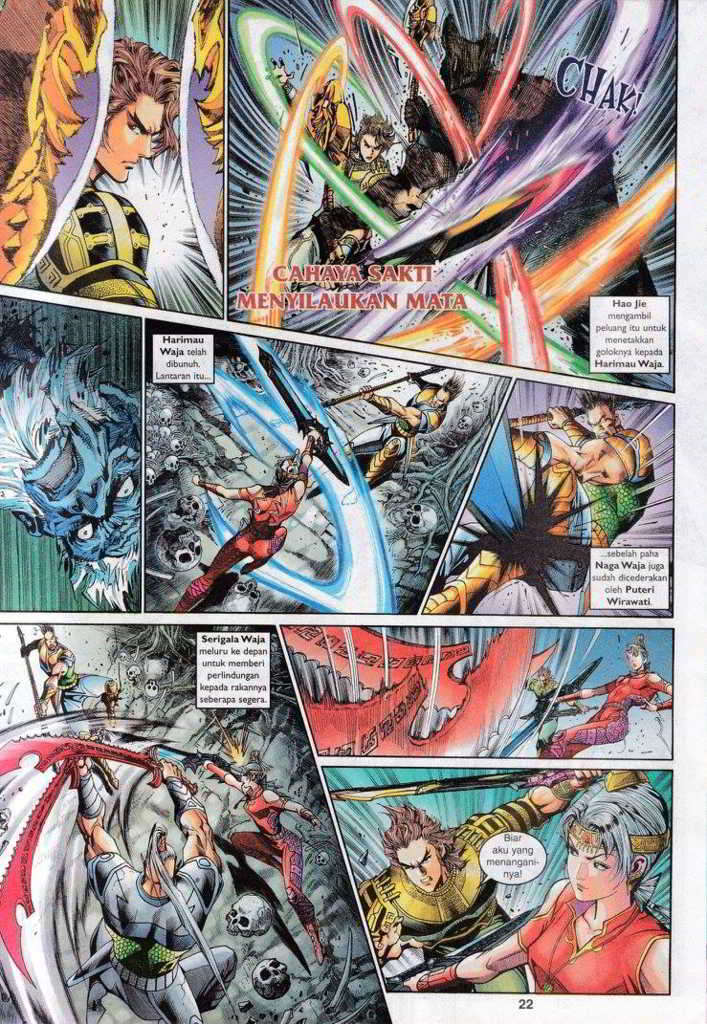 CHAK!
CAHAYA SAKTI
MENYILAUKAN MATA
Hao Jie
mengambil
peluang itu untuk
menetakkan
goloknya kepada
Harimau Waja.
Harimau
Waja telah
dibunuh.
Lantaran itu...
...sebelah paha
Naga Waja juga
sudah dicederakan
oleh Puteri
Wirawati.
Serigala Waja
meluru ke depan
untuk memberi
perlindungan
kepada rakannya
seberapa segera.
Biar
aku yang
menangani-
nya!
22